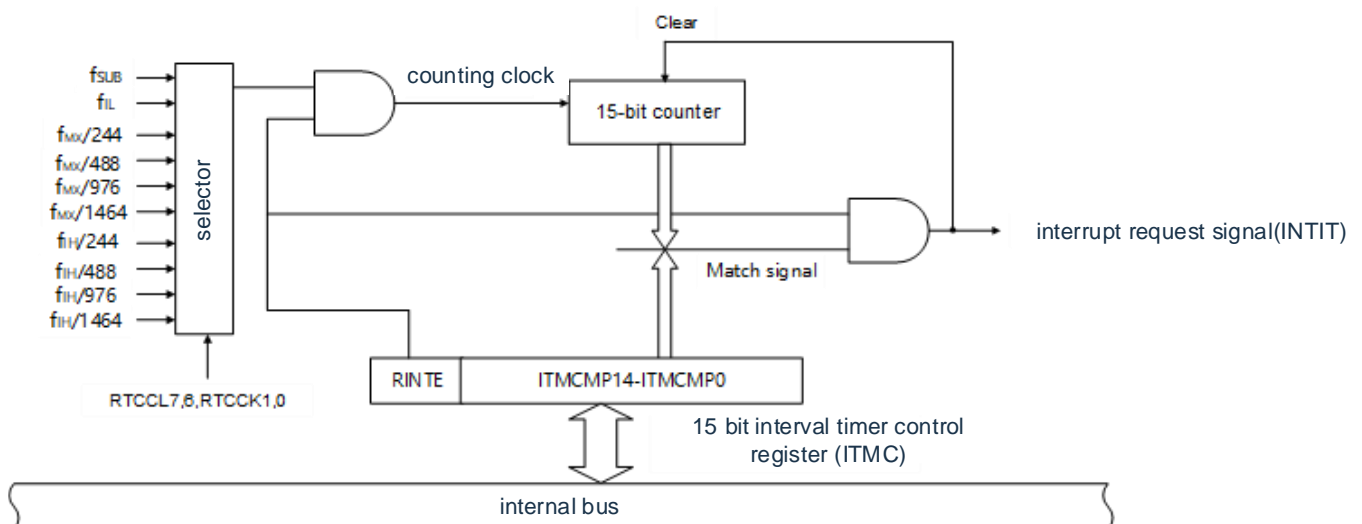 Clear
fSUB
fIL
fMX/244
fMX/488
fMX/976
fMX/1464
fIH/244
fIH/488
fIH/976
fIH/1464
selector
counting clock
15-bit counter
interrupt request signal(INTIT)
Match signal
RINTE
ITMCMP14-ITMCMP0
RTCCL7,6,RTCCK1,0
15 bit interval timer control
register (ITMC)
internal bus